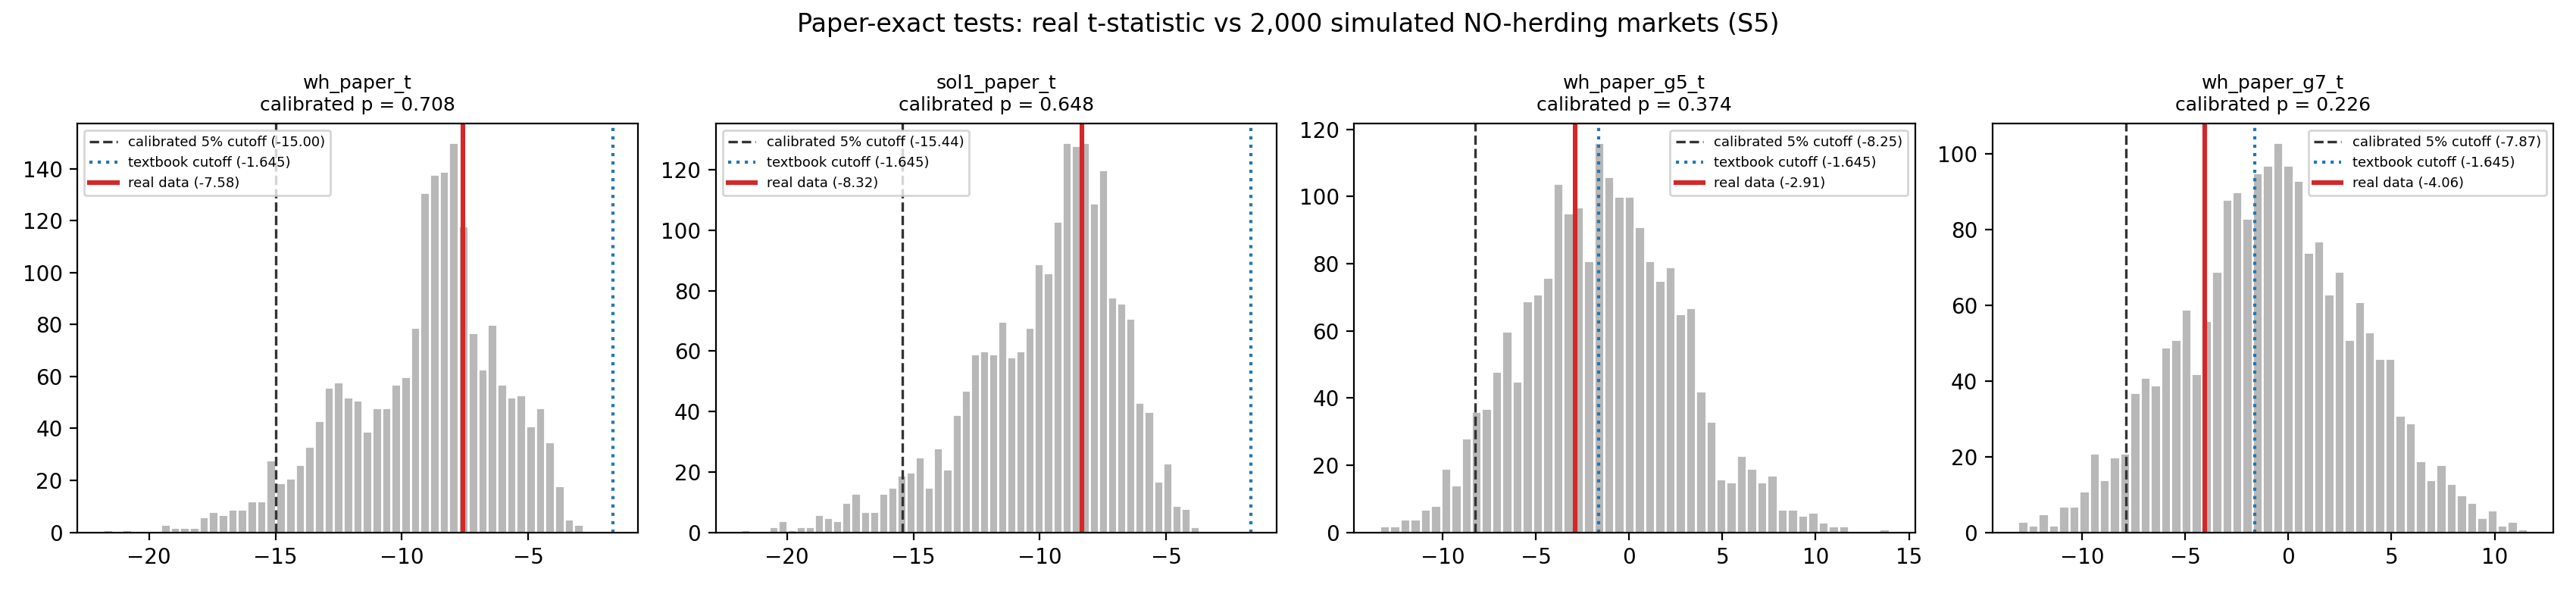 Paper-exact tests: real t-statistic vs 2,000 simulated NO-herding markets (S5)
wh_paper_t
calibrated p = 0.708
calibrated 5% cutoff (-15.00)
textbook cutoff (-1.645)
real data (-7.58)
140
120
100
80
60
40
20
0
−20 −15 −10 −5
sol1_paper_t
calibrated p = 0.648
calibrated 5% cutoff (-15.44)
textbook cutoff (-1.645)
real data (-8.32)
120
100
80
60
40
20
0
−20 −15 −10 −5
wh_paper_g5_t
calibrated p = 0.374
calibrated 5% cutoff (-8.25)
textbook cutoff (-1.645)
real data (-2.91)
120
100
80
60
40
20
0
−10 −5 0 5 10 15
wh_paper_g7_t
calibrated p = 0.226
calibrated 5% cutoff (-7.87)
textbook cutoff (-1.645)
real data (-4.06)
100
80
60
40
20
0
−10 −5 0 5 10